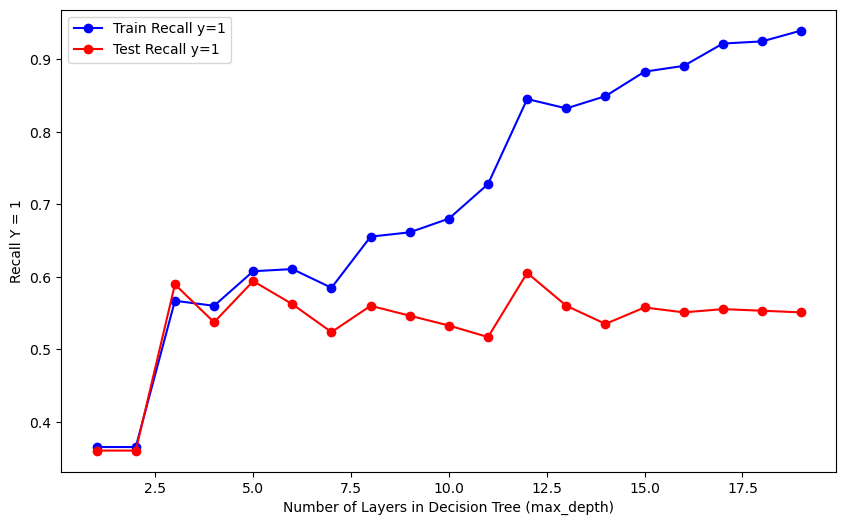 Train Recall y=1
Test Recall y=1
0.9
0.8
0.7
0.6
0.5
0.4
Recall Y = 1
2.5 5.0 7.5 10.0 12.5 15.0 17.5
Number of Layers in Decision Tree (max_depth)